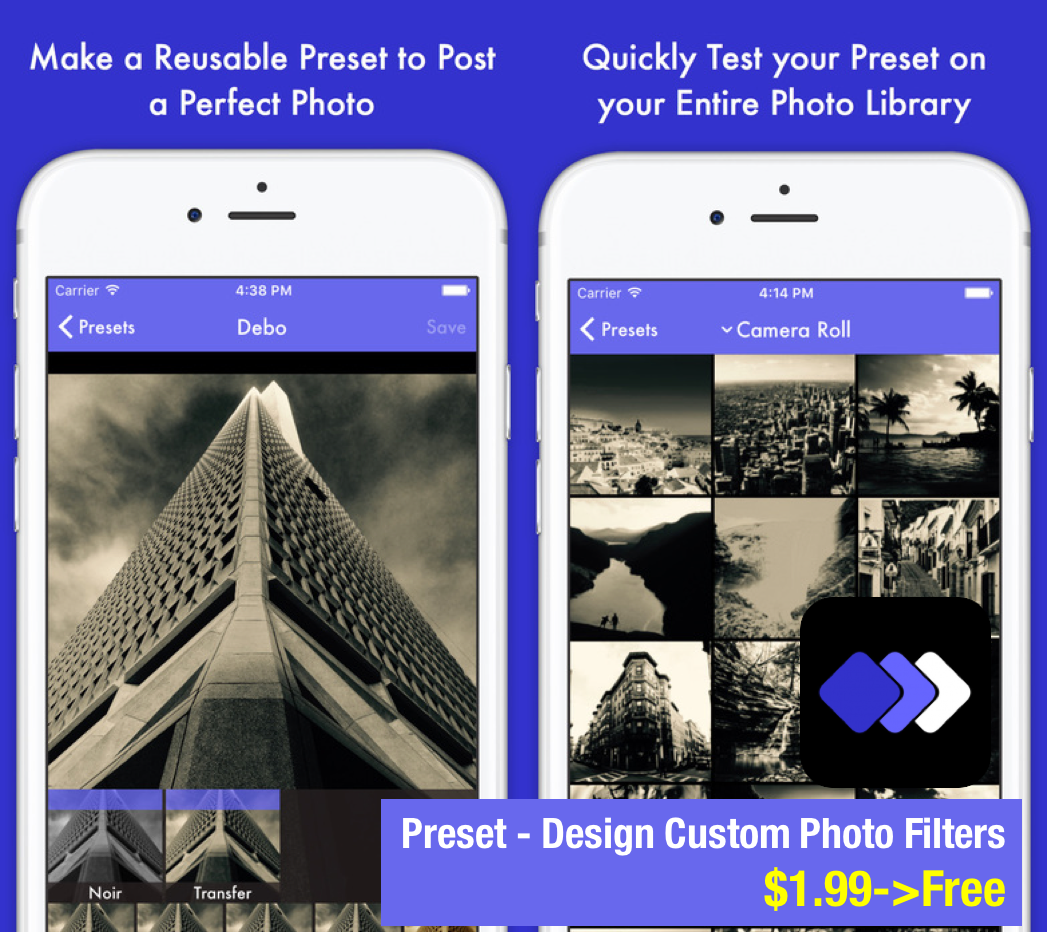 Make a Reusable Preset to Post
a Perfect Photo
Quickly Test your Preset on
your Entire Photo Library
Carrier 4:38 PM
Presets Debo Save
Noir Transfer
Carrier 4:14 PM
Presets Camera Roll
Preset - Design Custom Photo Filters
$1.99->Free